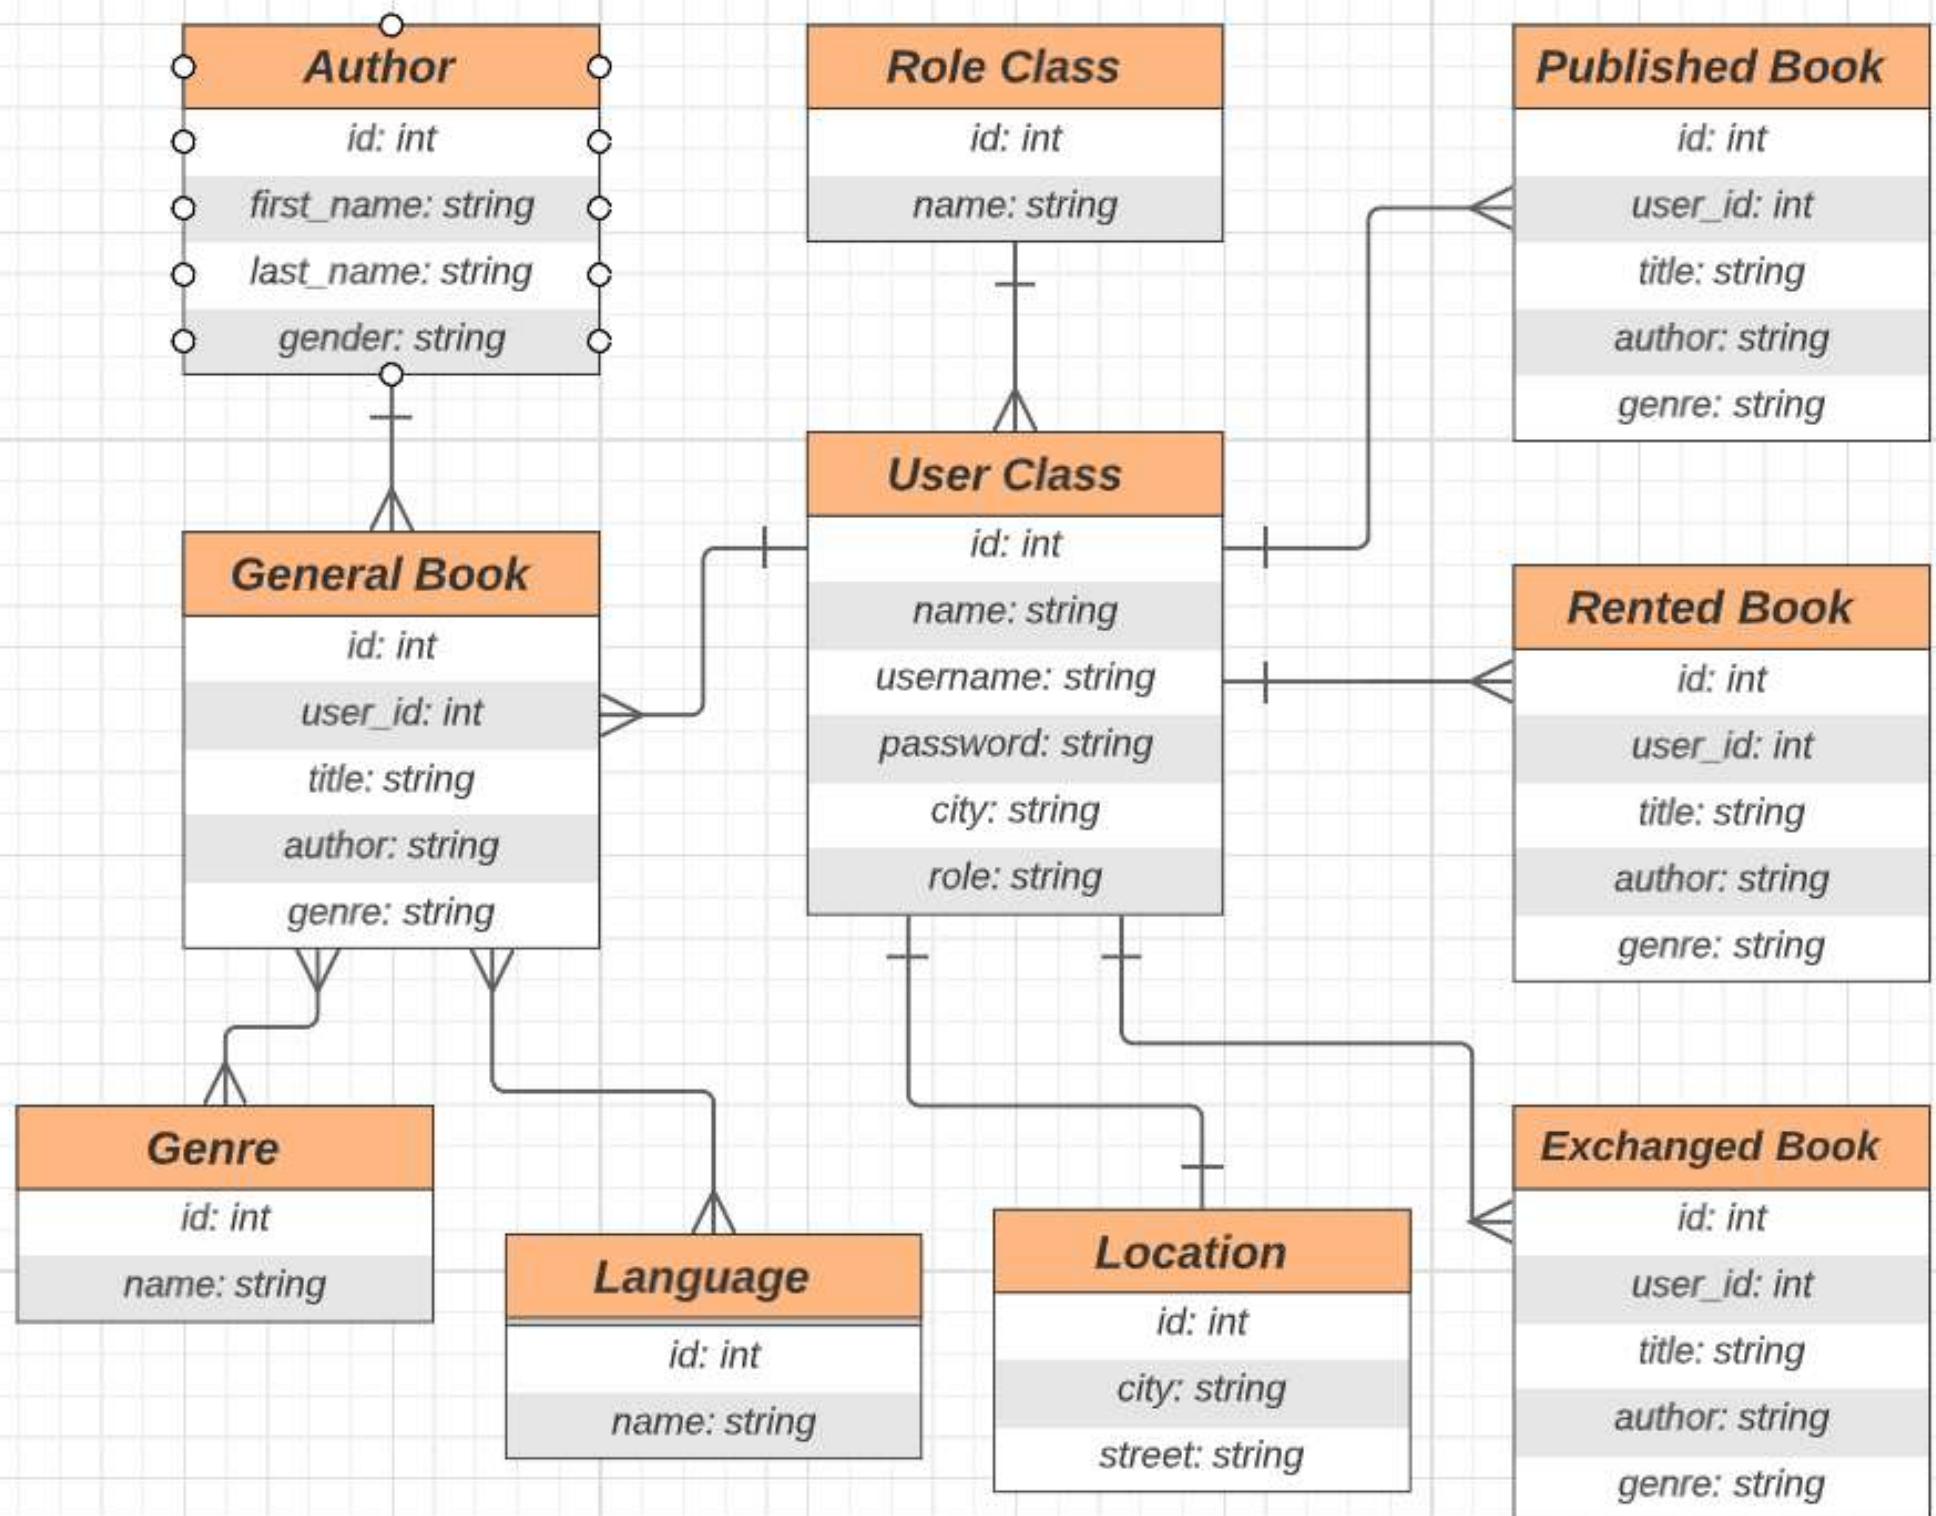 Author
id: int
first_name: string
last_name: string
gender: string
Role Class
id: int
name: string
Published Book
id: int
user_id: int
title: string
author: string
genre: string
General Book
id: int
user_id: int
title: string
author: string
genre: string
User Class
id: int
name: string
username: string
password: string
city: string
role: string
Rented Book
id: int
user_id: int
title: string
author: string
genre: string
Genre
id: int
name: string
Language
id: int
name: string
Location
id: int
city: string
street: string
Exchanged Book
id: int
user_id: int
title: string
author: string
genre: string